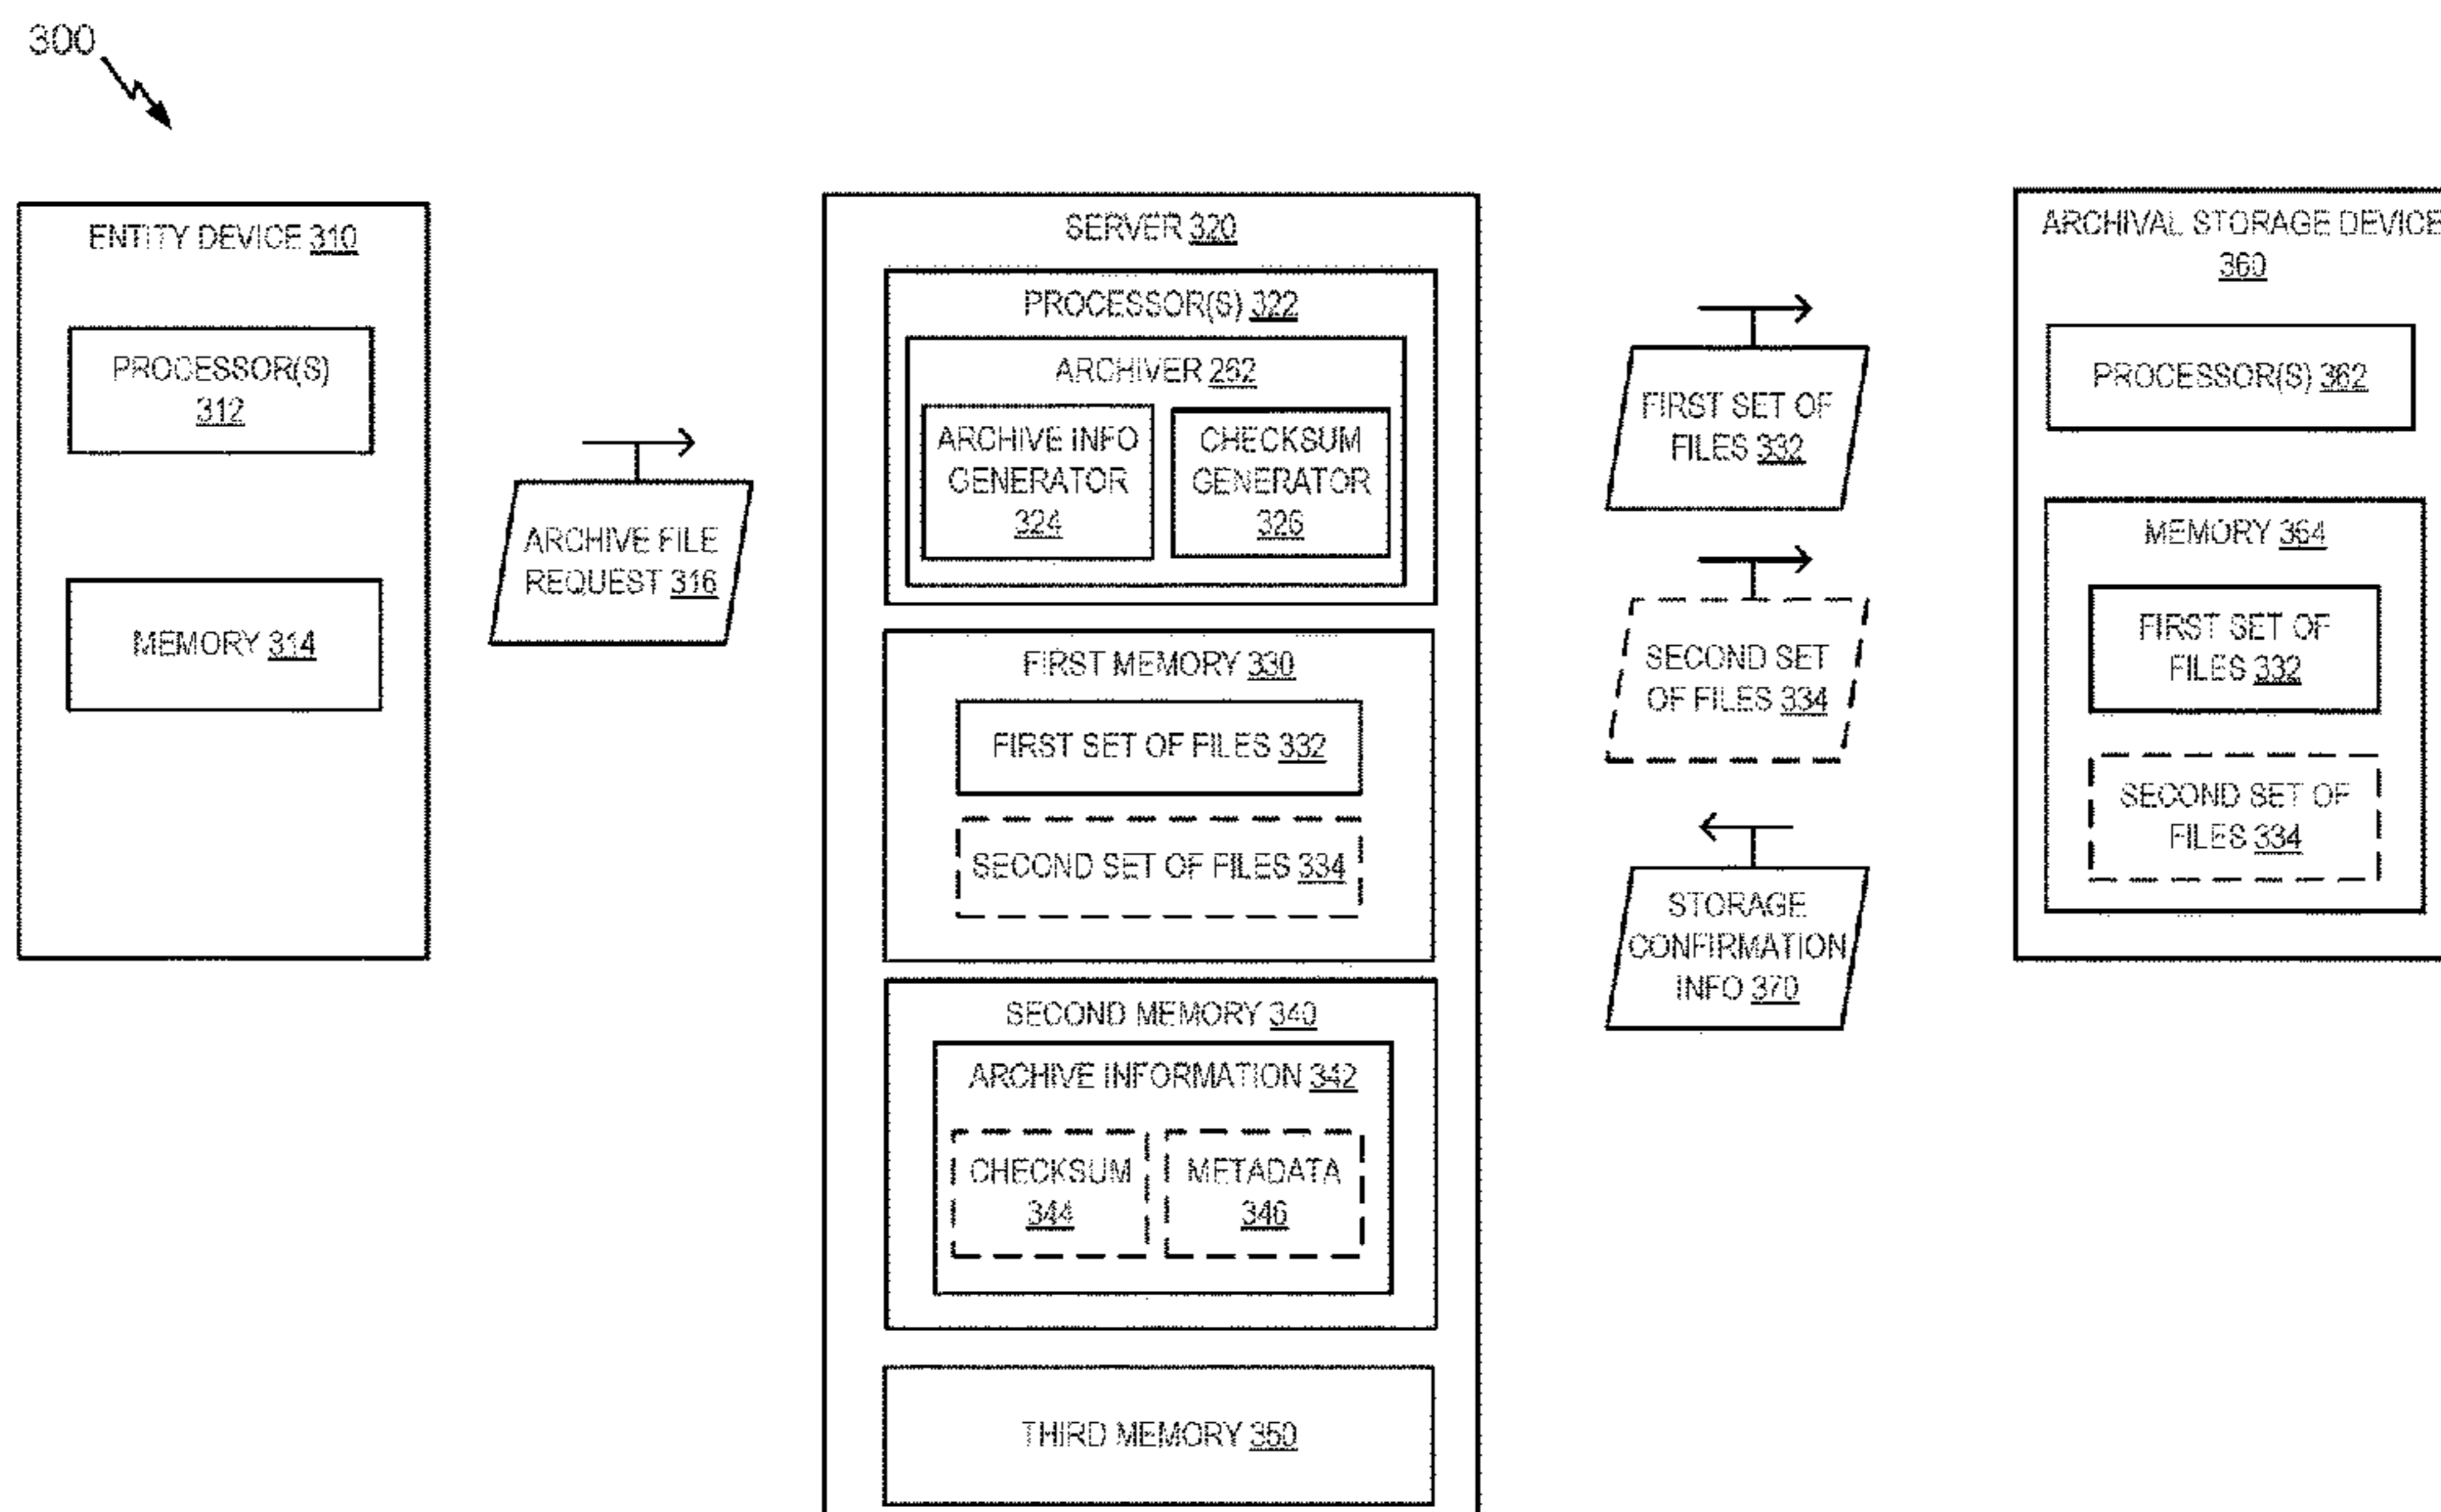 300
ENTITY DEVICE 310
PROCESSOR(S)
312
MEMORY 314
ARCHIVE FILE
REQUEST 316
SERVER 320
PROCESSOR(S) 322
ARCHIVER 262
ARCHIVE INFO
GENERATOR
324
CHECKSUM
GENERATOR
326
FIRST MEMORY 330
FIRST SET OF FILES 332
SECOND SET OF FILES 334
SECOND MEMORY 340
ARCHIVE INFORMATION 342
CHECKSUM
344
METADATA
346
THIRD MEMORY 350
FIRST SET OF
FILES 332
SECOND SET
OF FILES 334
STORAGE
CONFIRMATION
INFO 370
ARCHIVAL STORAGE DEVICE
360
PROCESSOR(S) 362
MEMORY 364
FIRST SET OF
FILES 332
SECOND SET OF
FILES 334